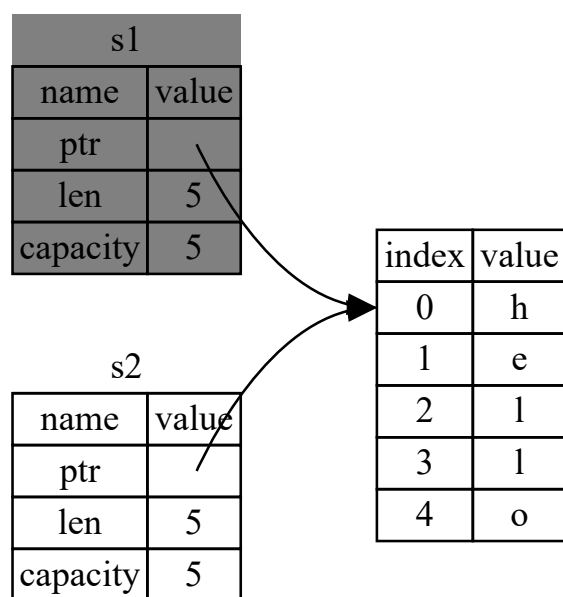 s1
name value
ptr
len 5
capacity 5
s2
name value
ptr
len 5
capacity 5
index value
0 h
1 e
2 l
3 l
4 o